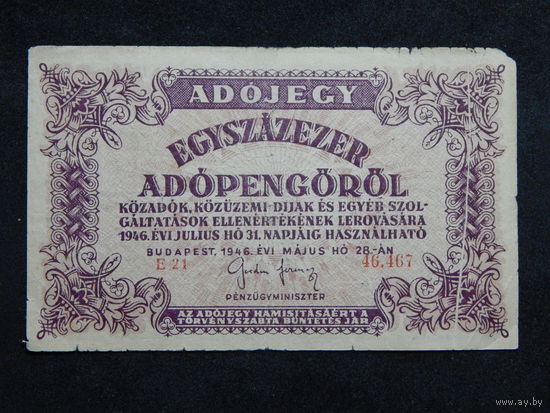 ADÓJEGY
EGYSZÁZEZER
ADÓPENGŐRŐL
KÖZADÓK, KÖZÜZEMI-DIJAK ÉS EGYÉB SZOL-
GÁLTATÁSOK ELLENÉRTÉKÉNEK LEROVÁSÁRA
1946. ÉVI JULIUS HÓ 31. NAPJÁIG HASZNÁLHATÓ
BUDAPEST, 1946. ÉVI MÁJUS HÓ 28-ÁN
E 21 46.467
Gordon Ferenc
PÉNZÜGYMINISZTER
AZ ADÓJEGY HAMISITÁSÁÉRT A
TÖRVÉNYSZABTA BÜNTETÉS JÁR
www.ay.by